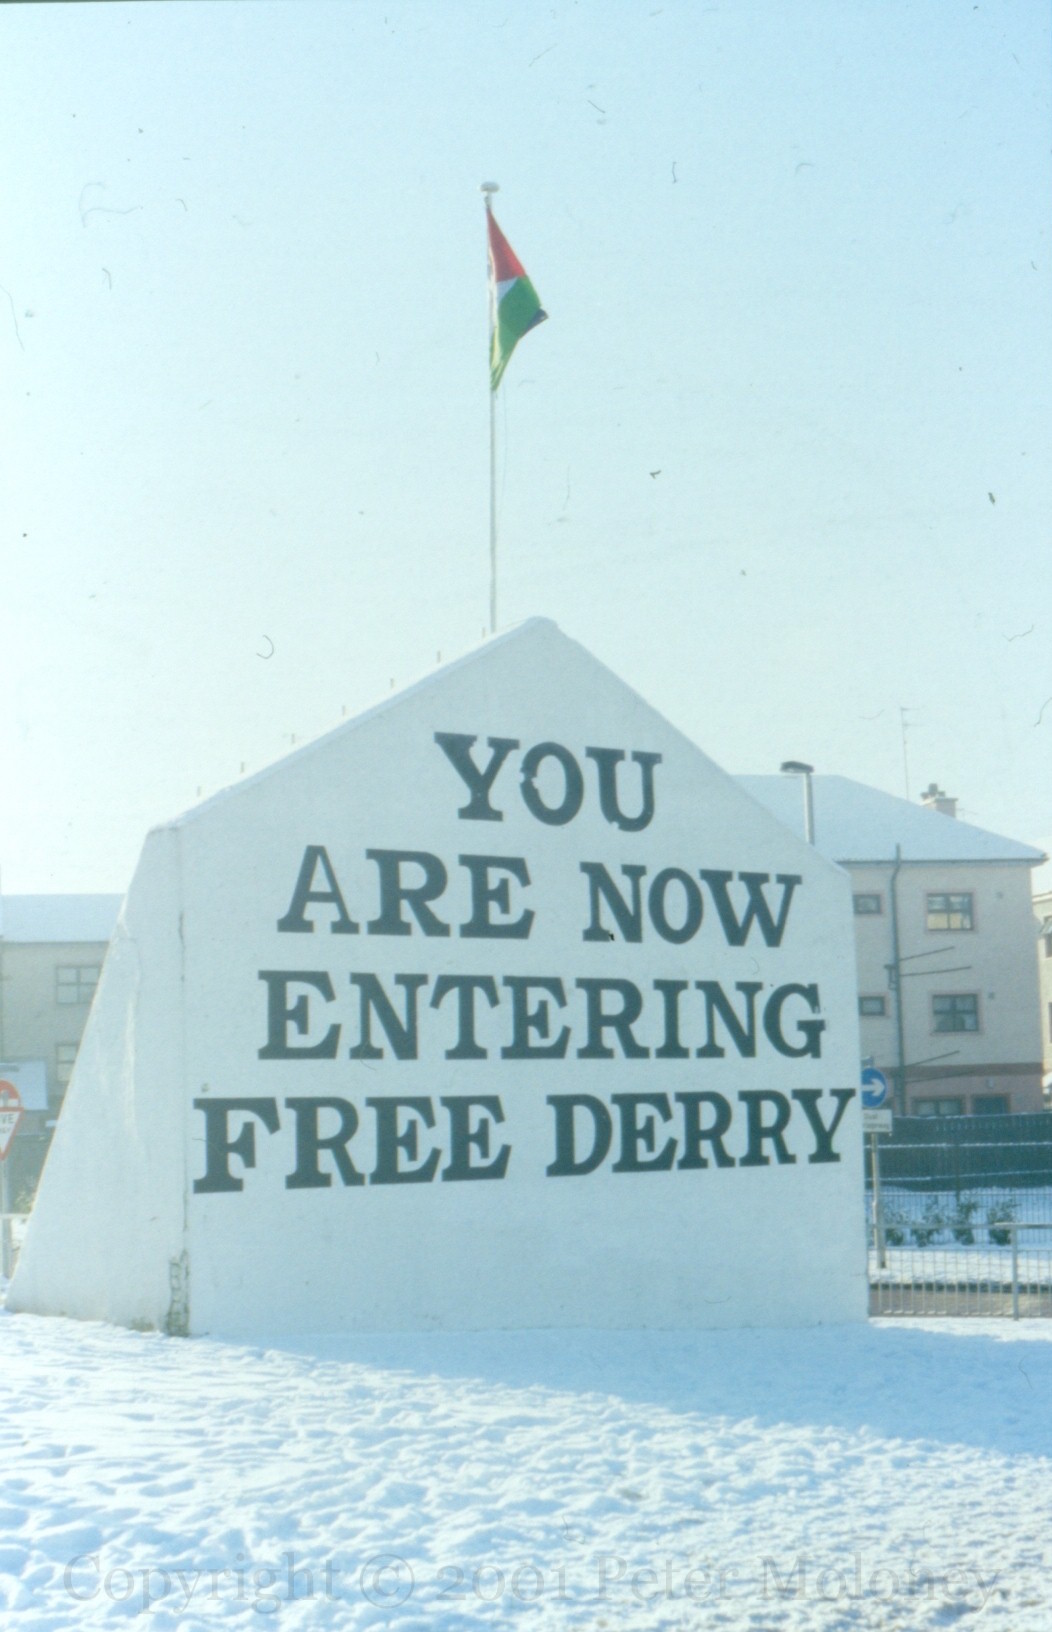 YOU
ARE NOW
ENTERING
FREE DERRY
Copyright © 2001 Peter Moloney